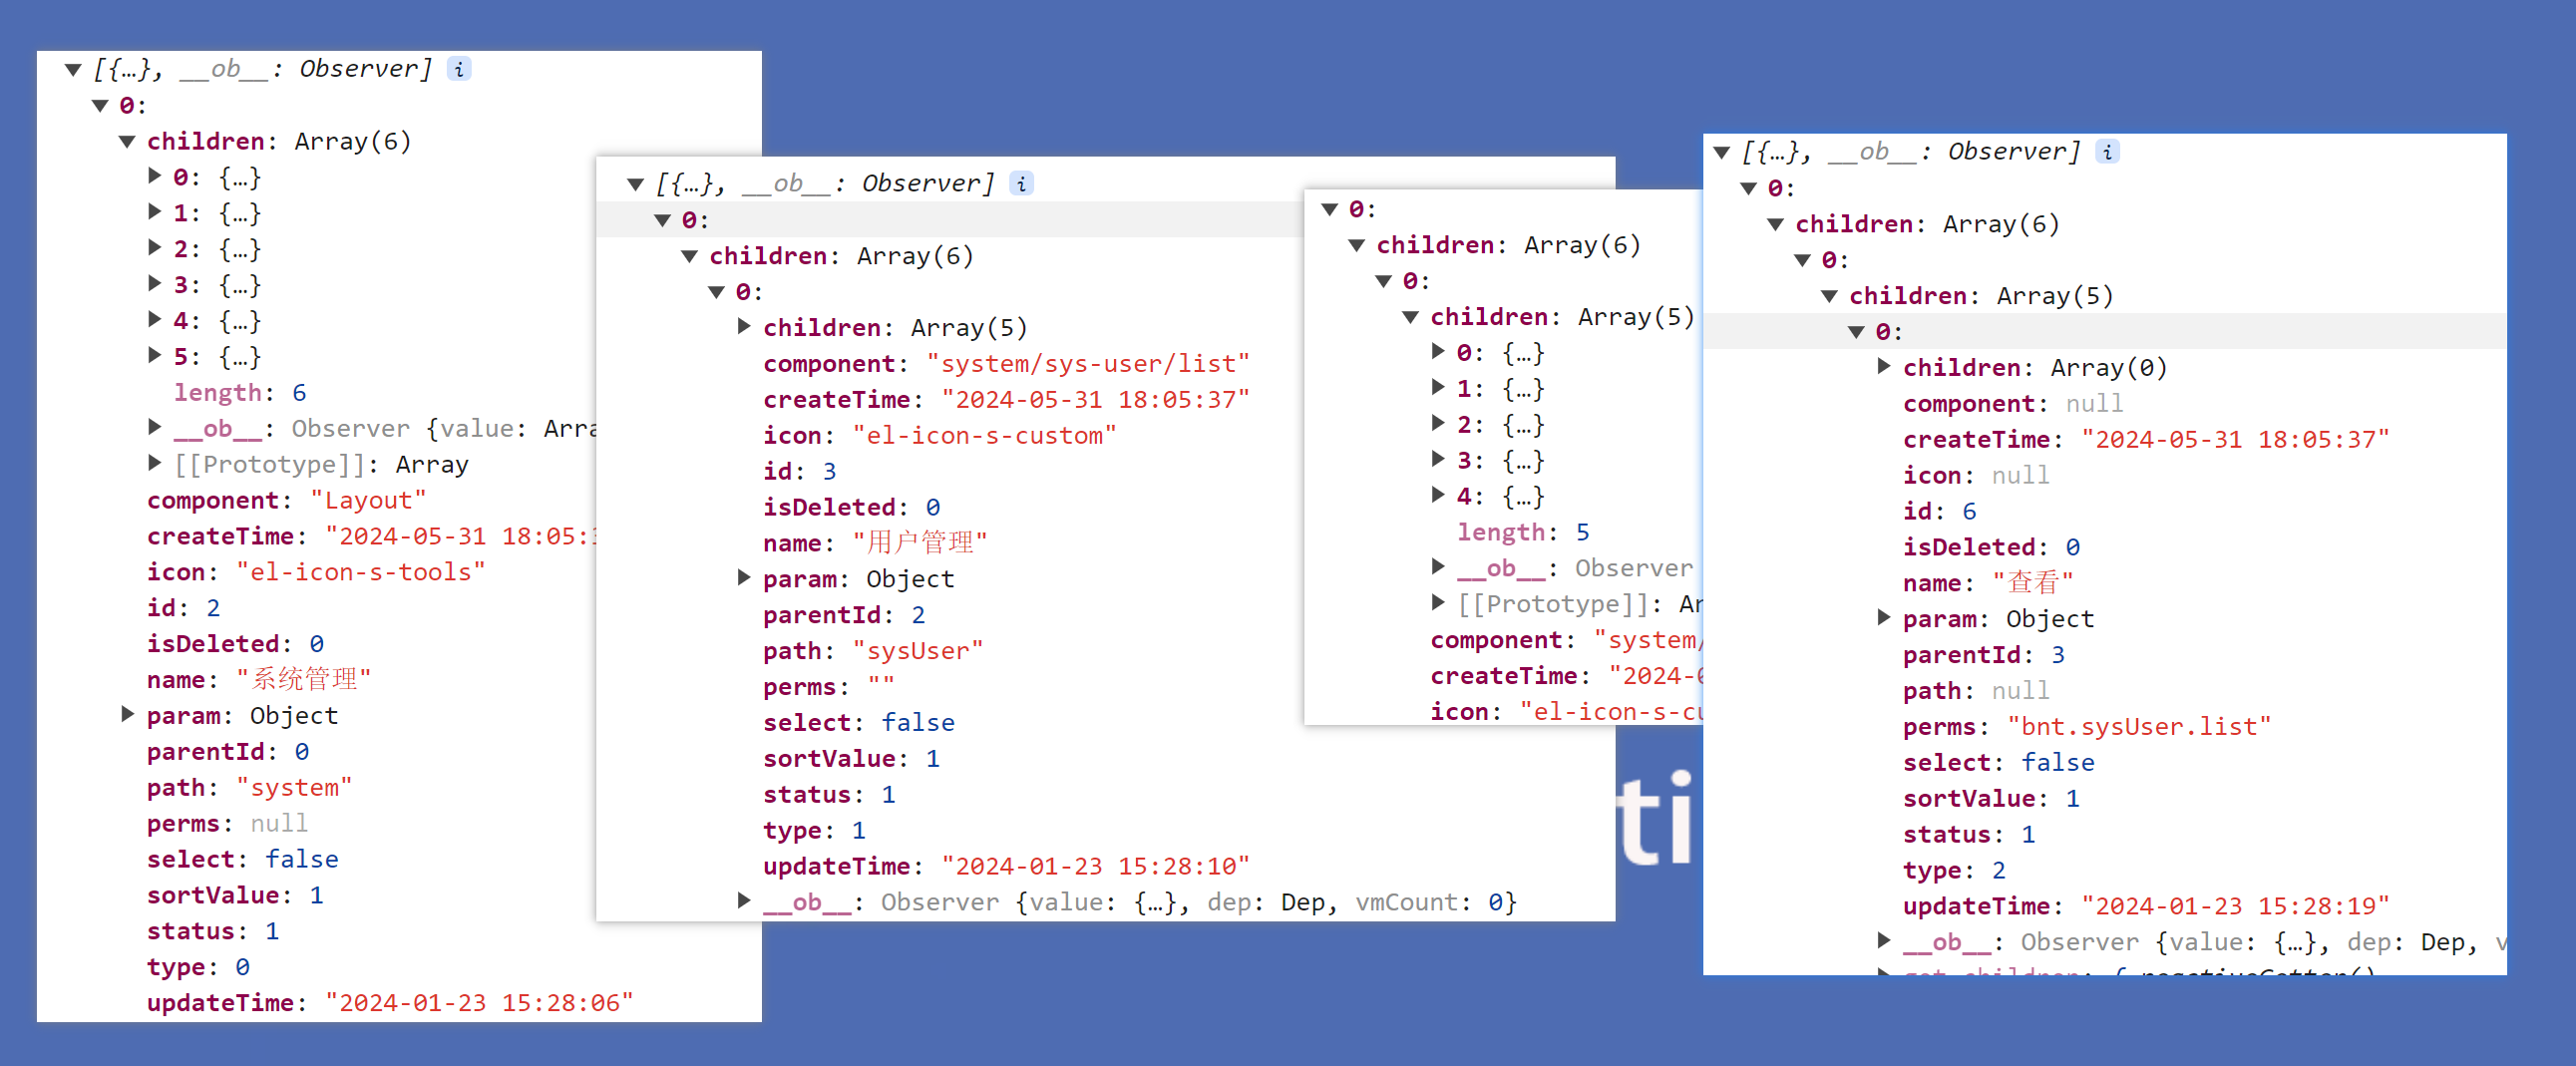 [{…}, __ob__: Observer] i
0:
children: Array(6)
0: {…}
1: {…}
2: {…}
3: {…}
4: {…}
5: {…}
length: 6
__ob__: Observer {value: Arra
[[Prototype]]: Array
component: "Layout"
createTime: "2024-05-31 18:05:3
icon: "el-icon-s-tools"
id: 2
isDeleted: 0
name: "系统管理"
param: Object
parentId: 0
path: "system"
perms: null
select: false
sortValue: 1
status: 1
type: 0
updateTime: "2024-01-23 15:28:06"
[{…}, __ob__: Observer] i
0:
children: Array(6)
0:
children: Array(5)
component: "system/sys-user/list"
createTime: "2024-05-31 18:05:37"
icon: "el-icon-s-custom"
id: 3
isDeleted: 0
name: "用户管理"
param: Object
parentId: 2
path: "sysUser"
perms: ""
select: false
sortValue: 1
status: 1
type: 1
updateTime: "2024-01-23 15:28:10"
__ob__: Observer {value: {…}, dep: Dep, vmCount: 0}
0:
children: Array(6)
0:
children: Array(5)
0: {…}
1: {…}
2: {…}
3: {…}
4: {…}
length: 5
__ob__: Observer
[[Prototype]]: Ar
component: "system/
createTime: "2024-0
icon: "el-icon-s-cu
ti
[{…}, __ob__: Observer] i
0:
children: Array(6)
0:
children: Array(5)
0:
children: Array(0)
component: null
createTime: "2024-05-31 18:05:37"
icon: null
id: 6
isDeleted: 0
name: "查看"
param: Object
parentId: 3
path: null
perms: "bnt.sysUser.list"
select: false
sortValue: 1
status: 1
type: 2
updateTime: "2024-01-23 15:28:19"
__ob__: Observer {value: {…}, dep: Dep, v